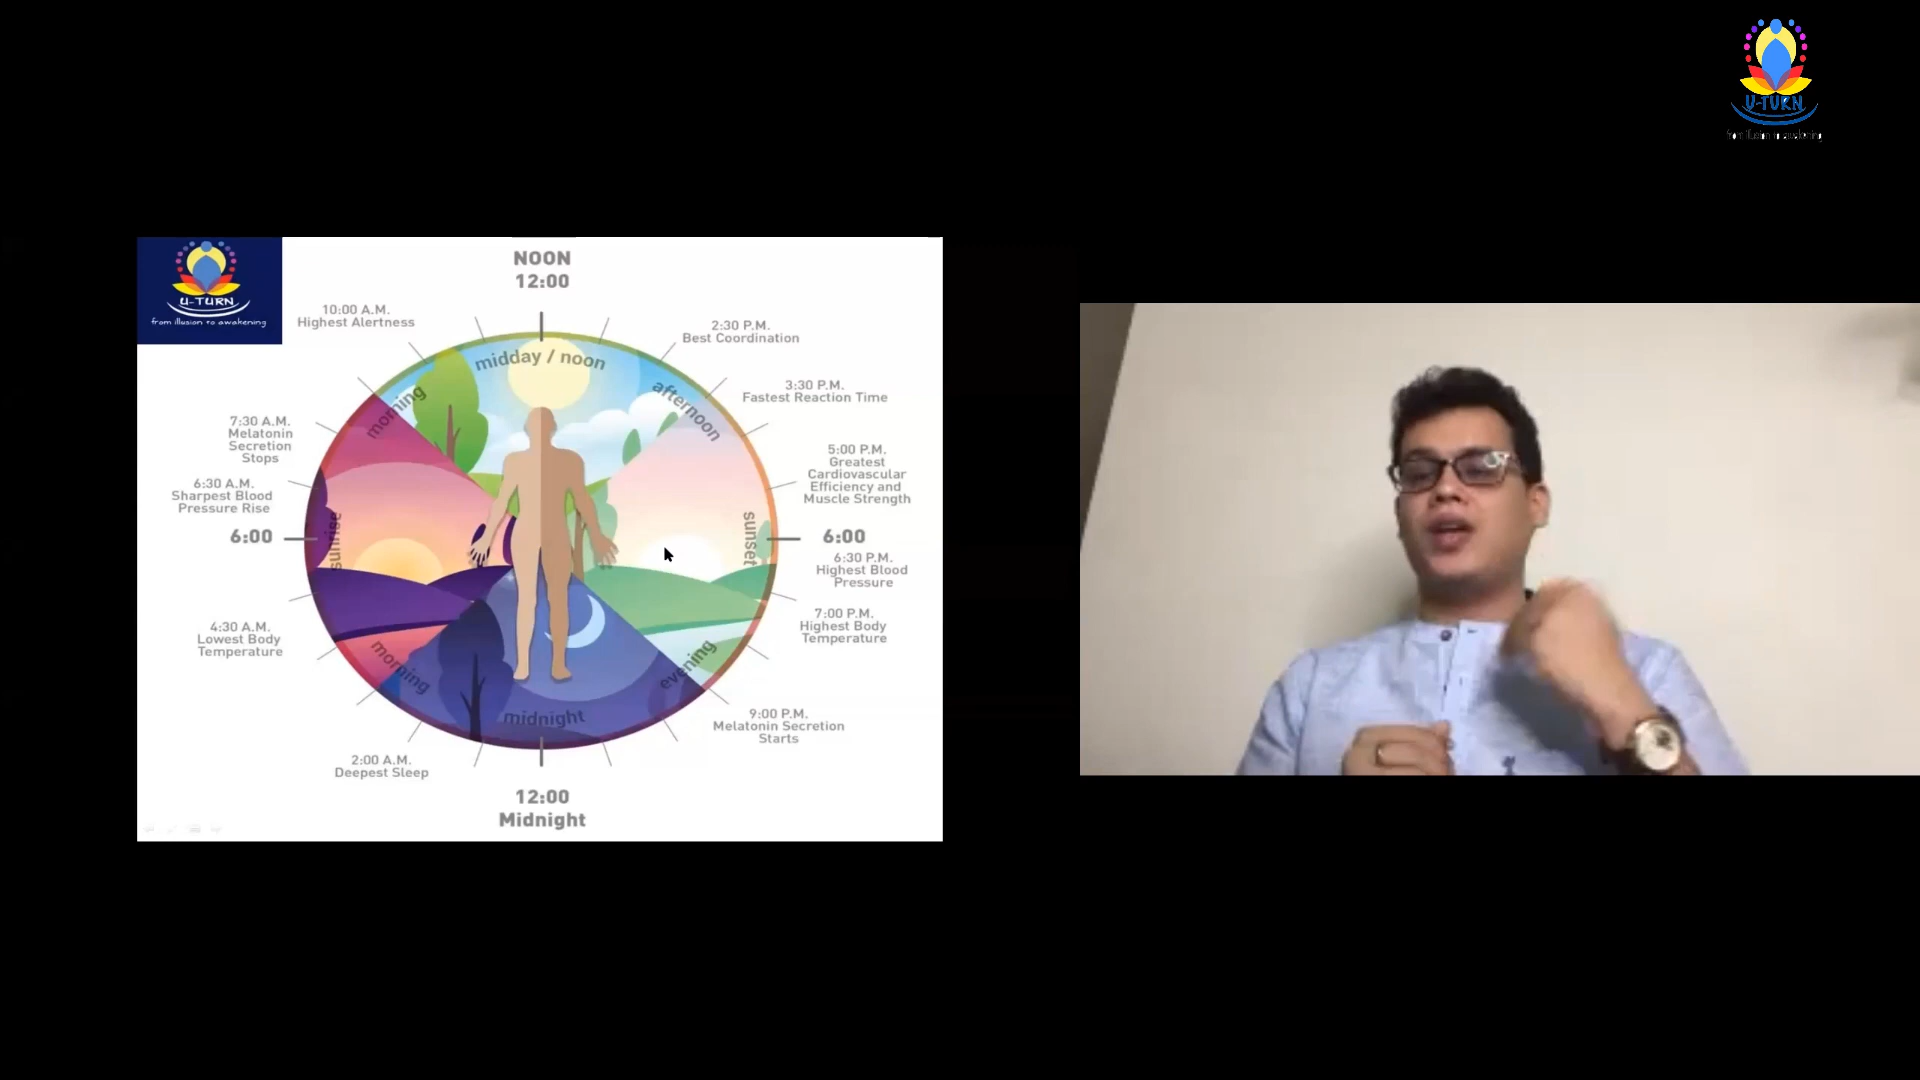 U-TURN
from illusion to awakening
U-TURN
from illusion to awakening
NOON
12:00
10:00 A.M.
Highest Alertness
2:30 P.M.
Best Coordination
midday / noon
morning
afternoon
3:30 P.M.
Fastest Reaction Time
7:30 A.M.
Melatonin
Secretion
Stops
5:00 P.M.
Greatest
Cardiovascular
Efficiency and
Muscle Strength
6:30 A.M.
Sharpest Blood
Pressure Rise
6:00
sunrise
sunset
6:00
6:30 P.M.
Highest Blood
Pressure
4:30 A.M.
Lowest Body
Temperature
7:00 P.M.
Highest Body
Temperature
morning
evening
midnight
9:00 P.M.
Melatonin Secretion
Starts
2:00 A.M.
Deepest Sleep
12:00
Midnight